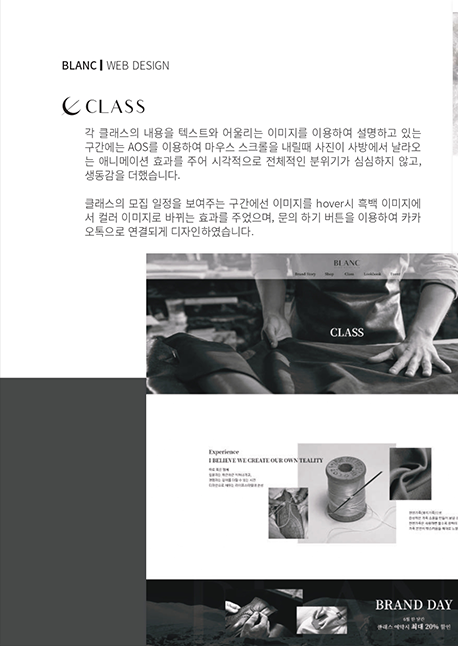 BLANC | WEB DESIGN
CLASS
각 클래스의 내용을 텍스트와 어울리는 이미지를 이용하여 설명하고 있는
구간에는 AOS를 이용하여 마우스 스크롤을 내릴때 사진이 사방에서 날라오
는 애니메이션 효과를 주어 시각적으로 전체적인 분위기가 심심하지 않고,
생동감을 더했습니다.
클래스의 모집 일정을 보여주는 구간에선 이미지를 hover시 흑백 이미지에
서 컬러 이미지로 바뀌는 효과를 주었으며, 문의 하기 버튼을 이용하여 카카
오톡으로 연결되게 디자인하였습니다.
BLANC
Brand Story Shop Class Lookbook
CLASS
Experience
I BELIEVE WE CREATE OUR OWN TEALITY
BRAND DAY
6월 한 달간
클래스 예약시 최대 20% 할인